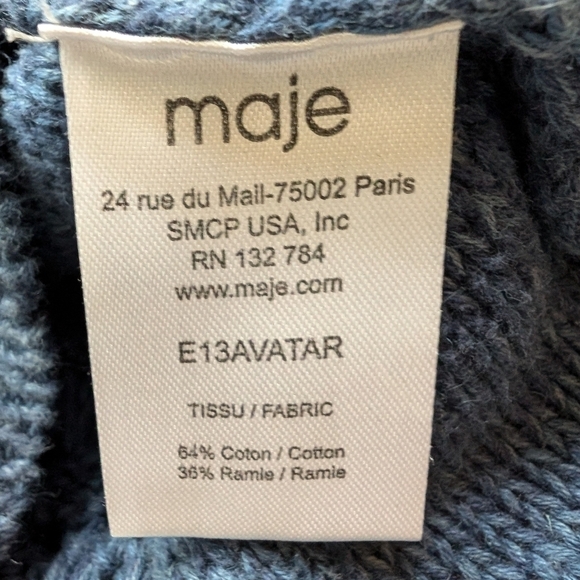 maje
24 rue du Mail-75002 Paris
SMCP USA, Inc
RN 132 784
www.maje.com
E13AVATAR
TISSU / FABRIC
64% Coton / Cotton
36% Ramie / Ramie